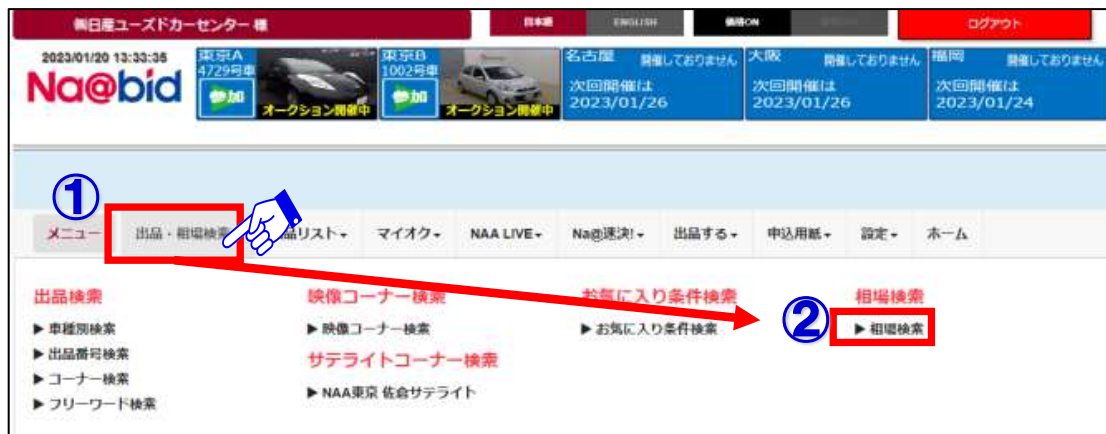 ㈱日産ユーズドカーセンター 様
日本語 ENGLISH 価格ON
ログアウト
2023/01/20 13:33:35
Na@bid
東京A
4729号車
参加
オークション開催中
東京B
1002号車
参加
オークション開催中
名古屋 開催しておりません
次回開催は
2023/01/26
大阪 開催しておりません
次回開催は
2023/01/26
福岡 開催しておりません
次回開催は
2023/01/24
①
メニュー 出品・相場検索 品リスト マイオク NAA LIVE Na@速決! 出品する 申込用紙 設定 ホーム
出品検索
▶ 車種別検索
▶ 出品番号検索
▶ コーナー検索
▶ フリーワード検索
映像コーナー検索
▶ 映像コーナー検索
サテライトコーナー検索
▶ NAA東京 佐倉サテライト
お気に入り条件検索
▶ お気に入り条件検索
②
相場検索
▶ 相場検索